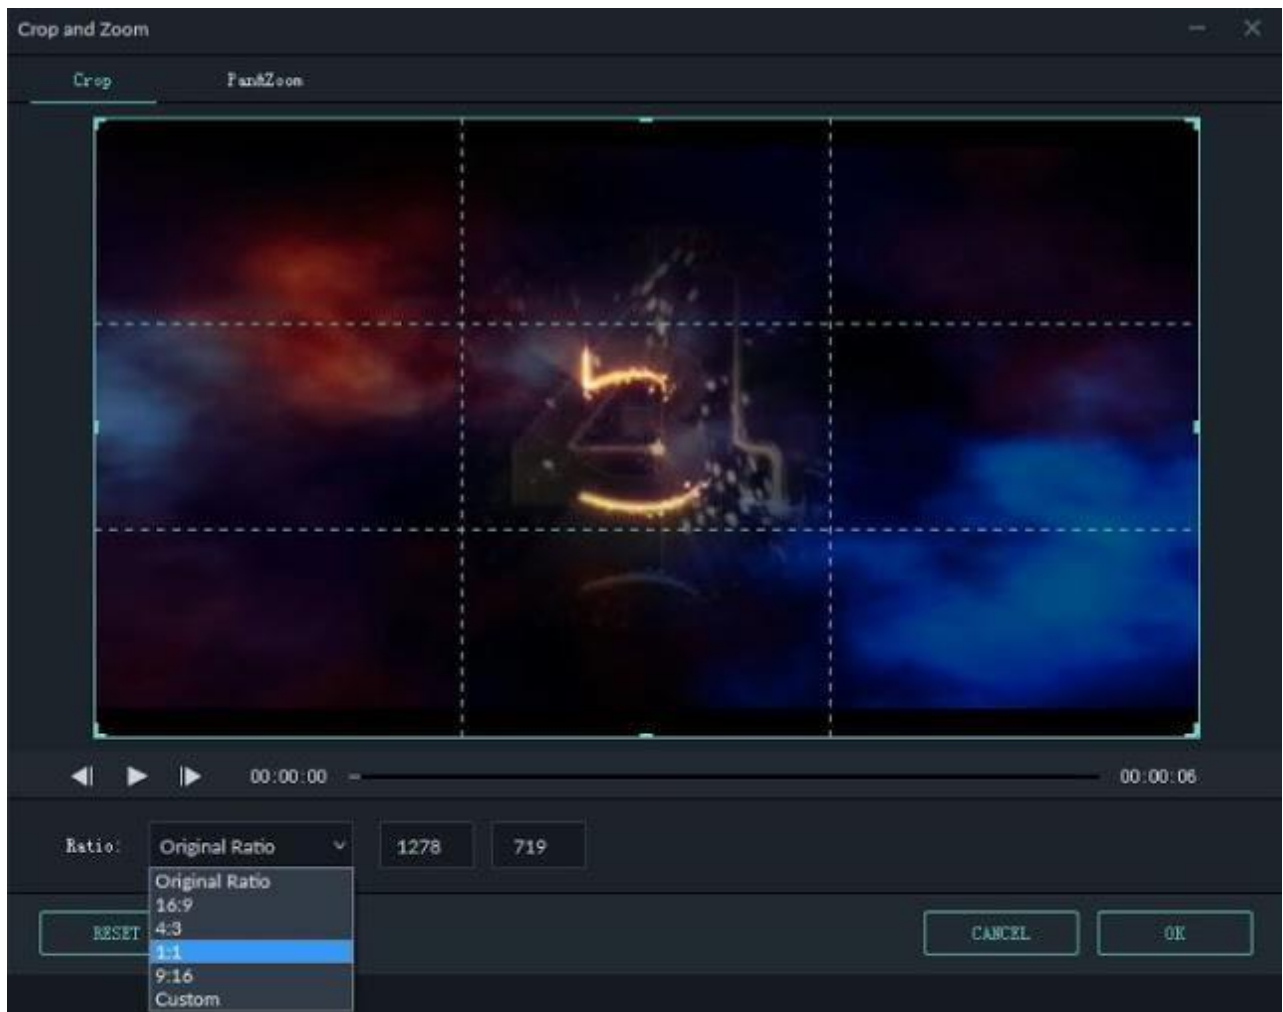 Crop and Zoom
Crop
Pan&Zoom
00:00:00
00:00:06
Ratio:
Original Ratio
1278
719
Original Ratio
16:9
4:3
1:1
9:16
Custom
RESET
CANCEL
OK